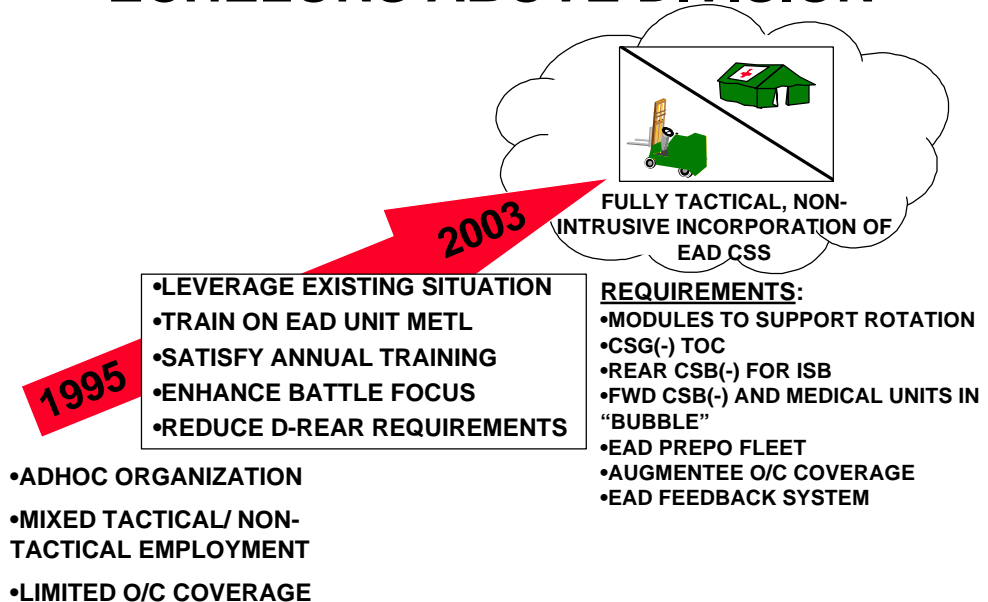 2003
FULLY TACTICAL, NON-
INTRUSIVE INCORPORATION OF
EAD CSS
1995
•LEVERAGE EXISTING SITUATION
•TRAIN ON EAD UNIT METL
•SATISFY ANNUAL TRAINING
•ENHANCE BATTLE FOCUS
•REDUCE D-REAR REQUIREMENTS
REQUIREMENTS:
•MODULES TO SUPPORT ROTATION
•CSG(-) TOC
•REAR CSB(-) FOR ISB
•FWD CSB(-) AND MEDICAL UNITS IN
“BUBBLE”
•EAD PREPO FLEET
•AUGMENTEE O/C COVERAGE
•EAD FEEDBACK SYSTEM
•ADHOC ORGANIZATION
•MIXED TACTICAL/ NON-
TACTICAL EMPLOYMENT
•LIMITED O/C COVERAGE